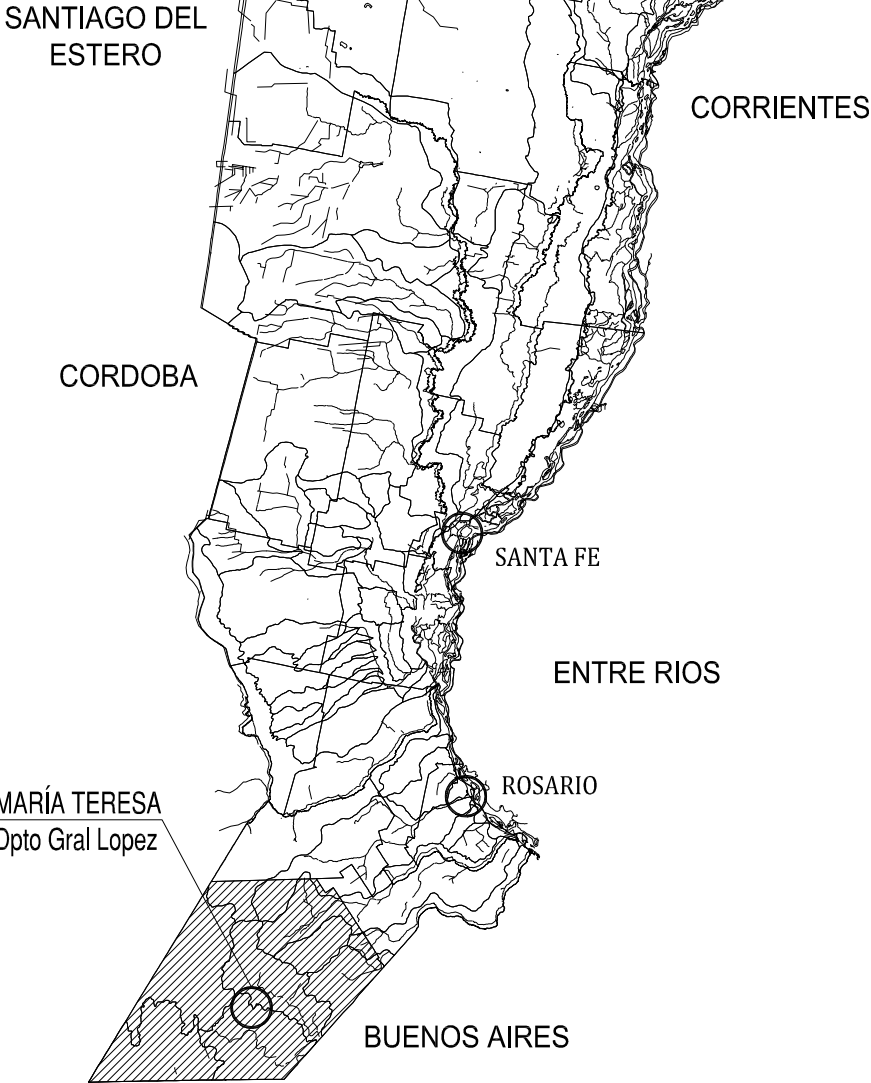 SANTIAGO DEL
ESTERO
CORRIENTES
CORDOBA
SANTA FE
ENTRE RIOS
ROSARIO
MARÍA TERESA
Dpto Gral Lopez
BUENOS AIRES